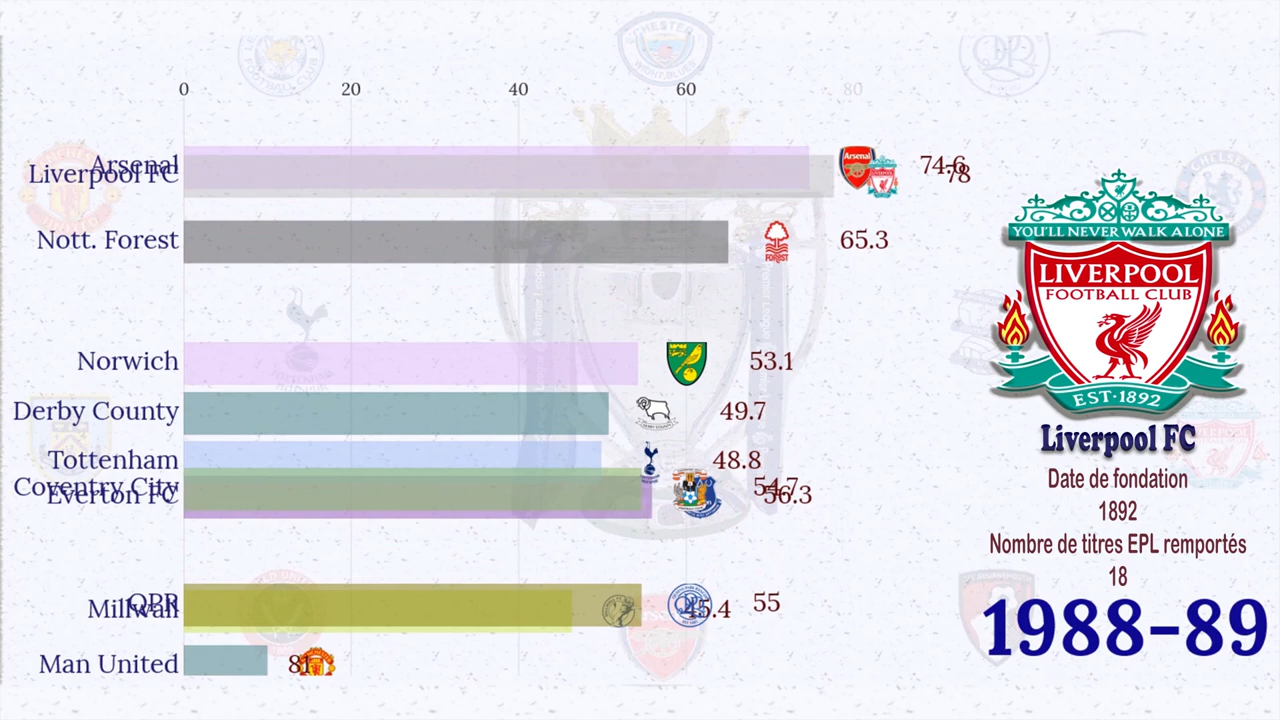 0 20 40 60 80
Arsenal 74.6
Liverpool FC 78
Nott. Forest 65.3
Norwich 53.1
Derby County 49.7
Tottenham 48.8
Coventry City 54.7
Everton FC 56.3
QPR 55
Millwall 45.4
Man United 81
YOU'LL NEVER WALK ALONE
LIVERPOOL
FOOTBALL CLUB
EST·1892
Liverpool FC
Date de fondation
1892
Nombre de titres EPL remportés
18
1988-89
Arsenal
FOREST